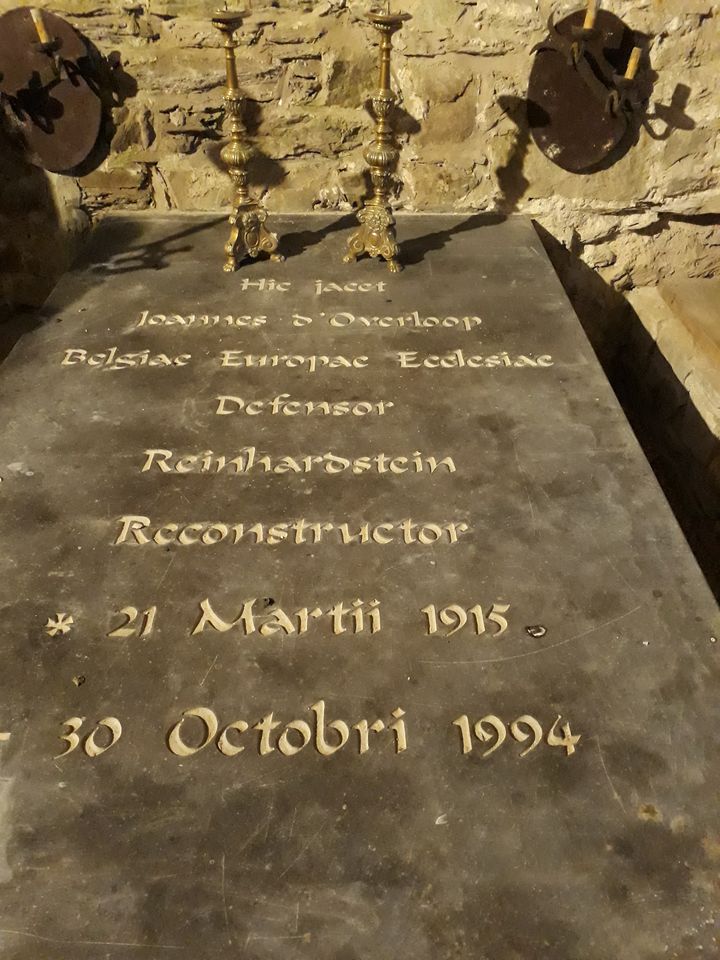 Hic jacet
Joannes d'Overloop
Belgiae Europae Ecclesiae
Defensor
Reinhardstein
Reconstructor
* 21 Martii 1915
- 30 Octobri 1994